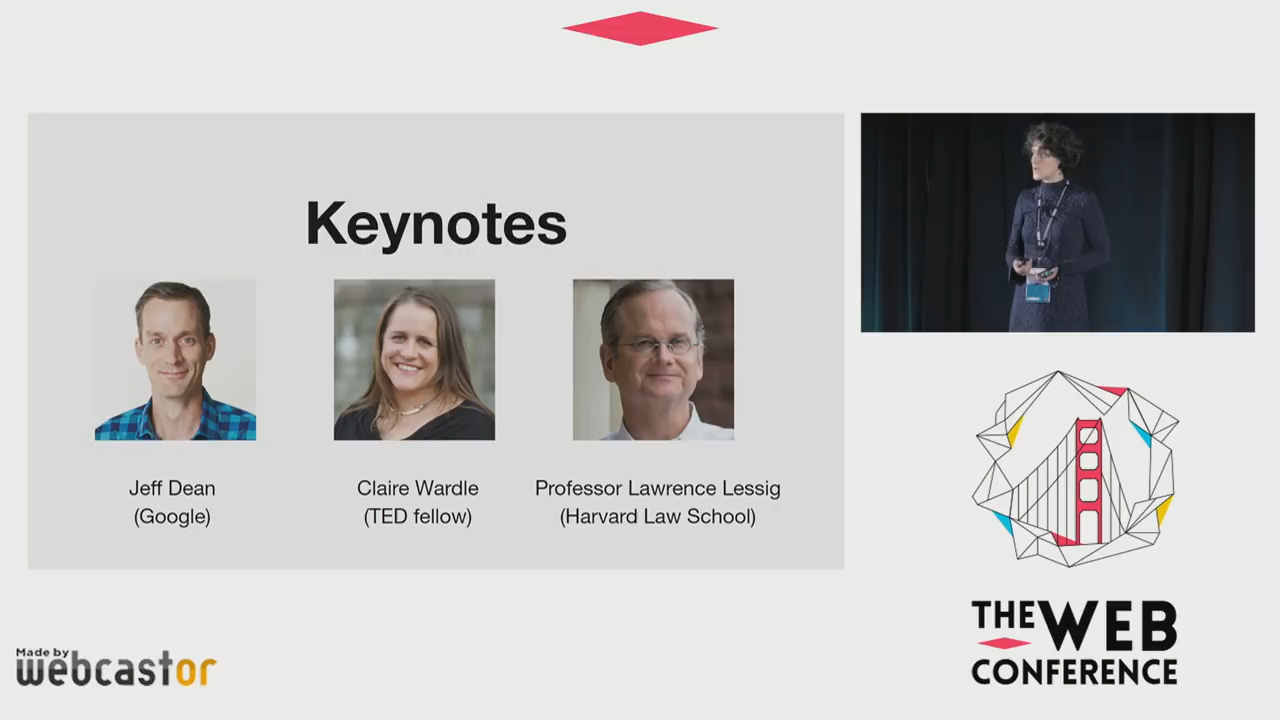 Keynotes
Jeff Dean
(Google)
Claire Wardle
(TED fellow)
Professor Lawrence Lessig
(Harvard Law School)
Made by
webcastor
THE WEB
CONFERENCE